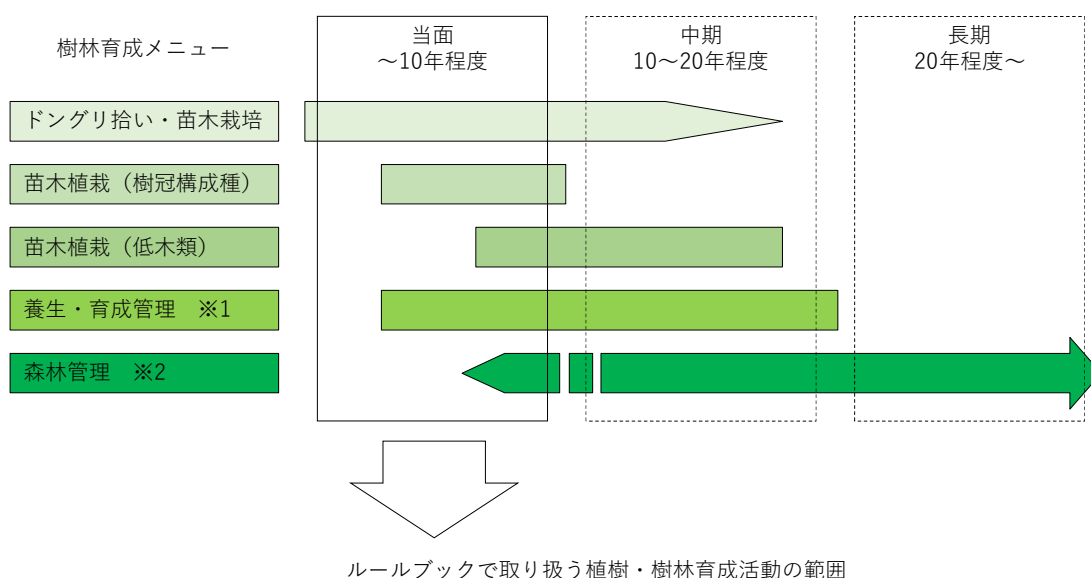 樹林育成メニュー
当面
～10年程度
中期
10～20年程度
長期
20年程度～
ドングリ拾い・苗木栽培
苗木植栽（樹冠構成種）
苗木植栽（低木類）
養生・育成管理　※1
森林管理　※2
ルールブックで取り扱う植樹・樹林育成活動の範囲